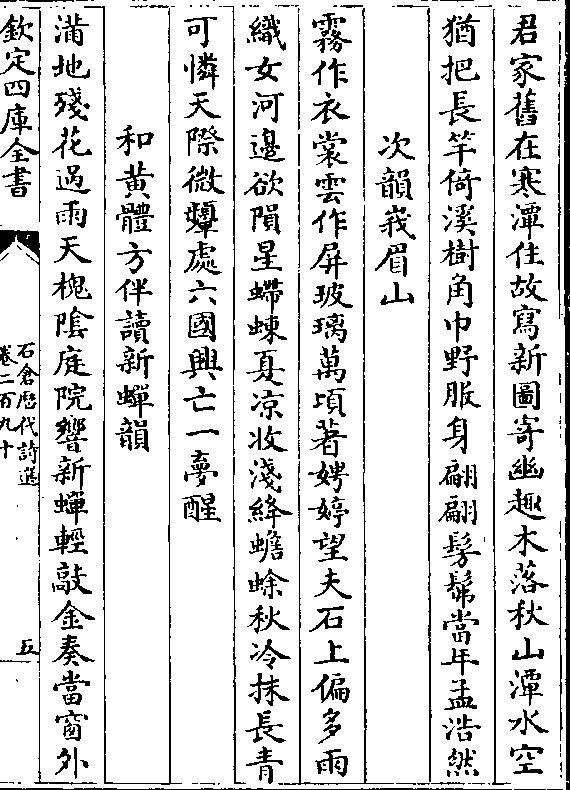 君家舊在寒潭住故寫新圖寄幽趣木落秋山潭水空
猶把長竿倚溪樹角巾野服身翩翩髣髴當年孟浩然
次韻峩眉山
霧作衣裳雲作屏玻璃萬頃著娉婷望夫石上偏多雨
織女河邊欲隕星螮蝀夏凉妝淺絳蟾蜍秋冷抹長青
可憐天際微顰處六國興亡一夢醒
和黄體方伴讀新蟬韻
滿地殘花過雨天槐陰庭院響新蟬輕敲金奏當窗外
欽定四庫全書
石倉歷代詩選
卷二百九十
五